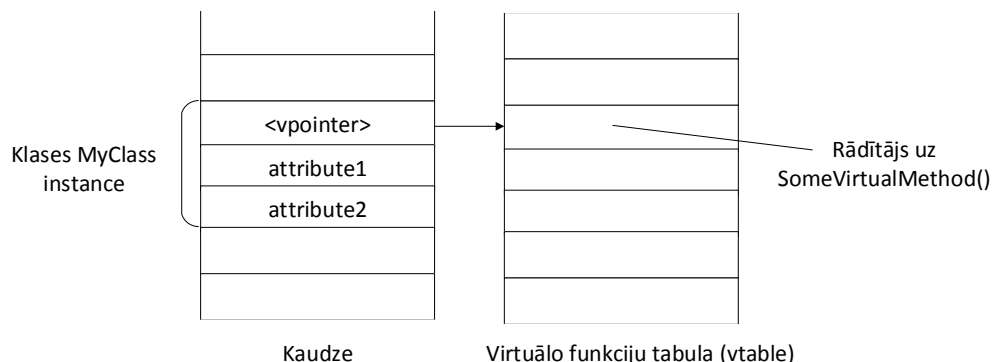 Klases MyClass
instance
<vpointer>
attribute1
attribute2
Rādītājs uz
SomeVirtualMethod()
Kaudze
Virtuālo funkciju tabula (vtable)